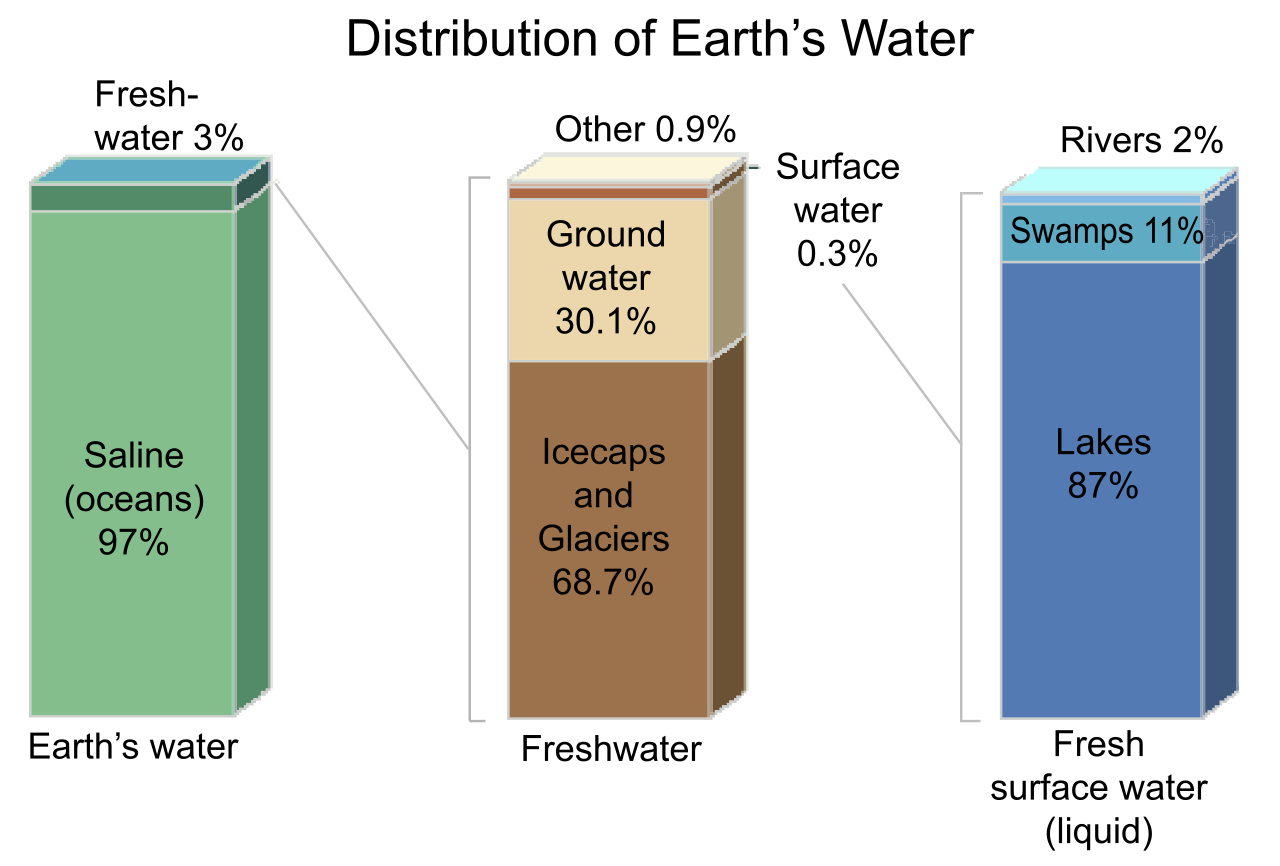 Distribution of Earth’s Water
Fresh-
water 3%
Saline
(oceans)
97%
Earth’s water
Other 0.9%
Surface
water
0.3%
Ground
water
30.1%
Icecaps
and
Glaciers
68.7%
Freshwater
Rivers 2%
Swamps 11%
Lakes
87%
Fresh
surface water
(liquid)